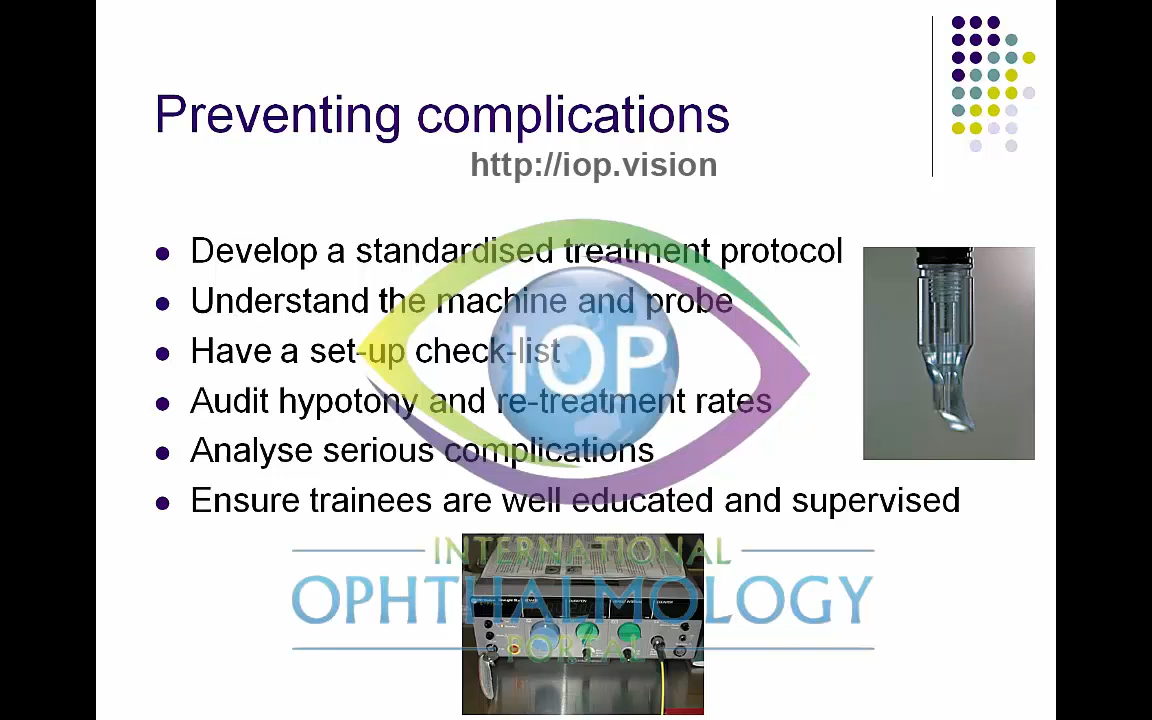 Preventing complications
http://iop.vision
Develop a standardised treatment protocol
Understand the machine and probe
Have a set-up check-list
Audit hypotony and re-treatment rates
Analyse serious complications
Ensure trainees are well educated and supervised
IOP
INTERNATIONAL
OPHTHALMOLOGY
PORTAL